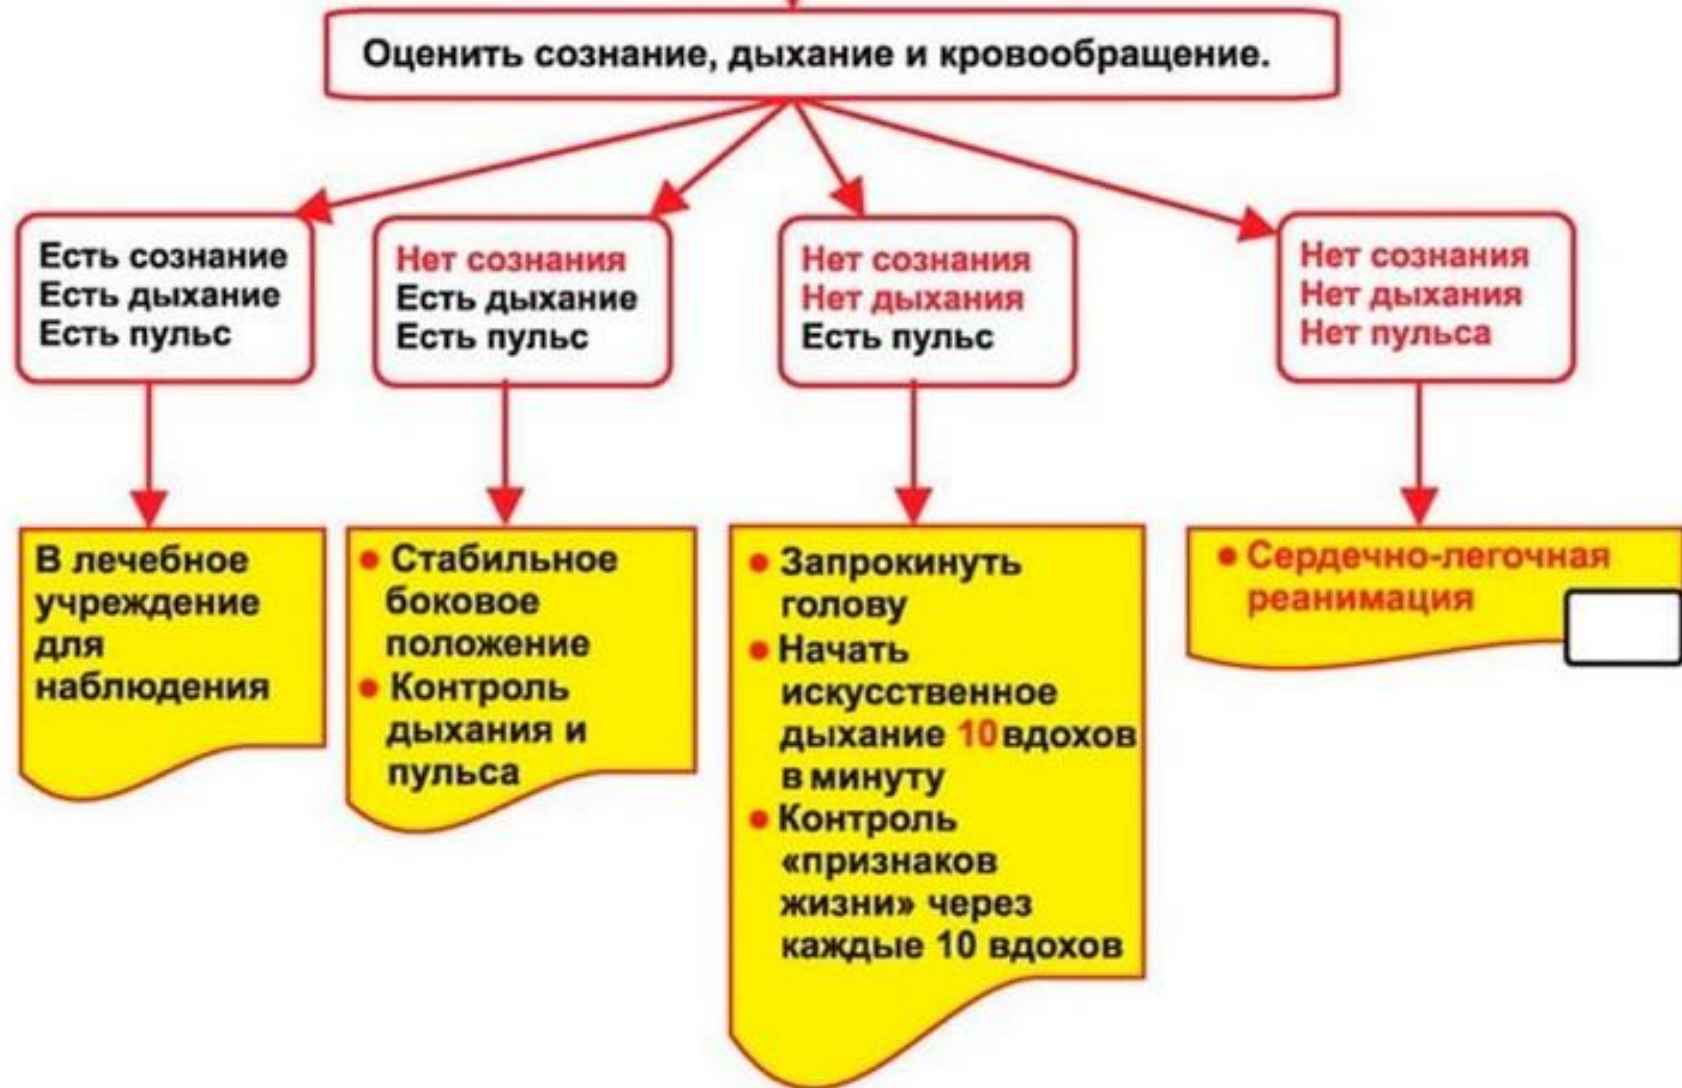 Оценить сознание, дыхание и кровообращение.
Есть сознание
Есть дыхание
Есть пульс
Нет сознания
Есть дыхание
Есть пульс
Нет сознания
Нет дыхания
Есть пульс
Нет сознания
Нет дыхания
Нет пульса
В лечебное
учреждение
для
наблюдения
• Стабильное
боковое
положение
• Контроль
дыхания и
пульса
• Запрокинуть
голову
• Начать
искусственное
дыхание 10 вдохов
в минуту
• Контроль
«признаков
жизни» через
каждые 10 вдохов
• Сердечно-легочная
реанимация